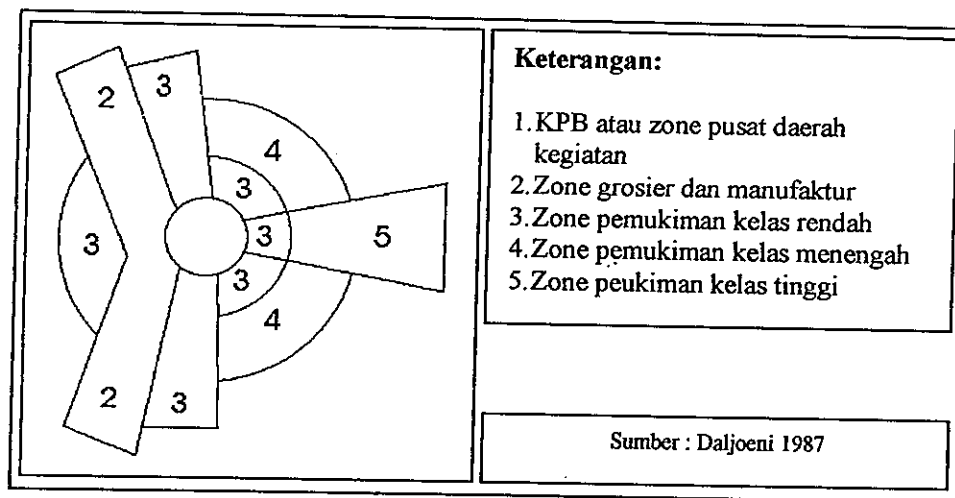 2
3
4
3
3
3
5
3
4
2
3
Keterangan:
1.KPB atau zone pusat daerah
kegiatan
2.Zone grosier dan manufaktur
3.Zone pemukiman kelas rendah
4.Zone pemukiman kelas menengah
5.Zone peukiman kelas tinggi
Sumber : Daljoeni 1987